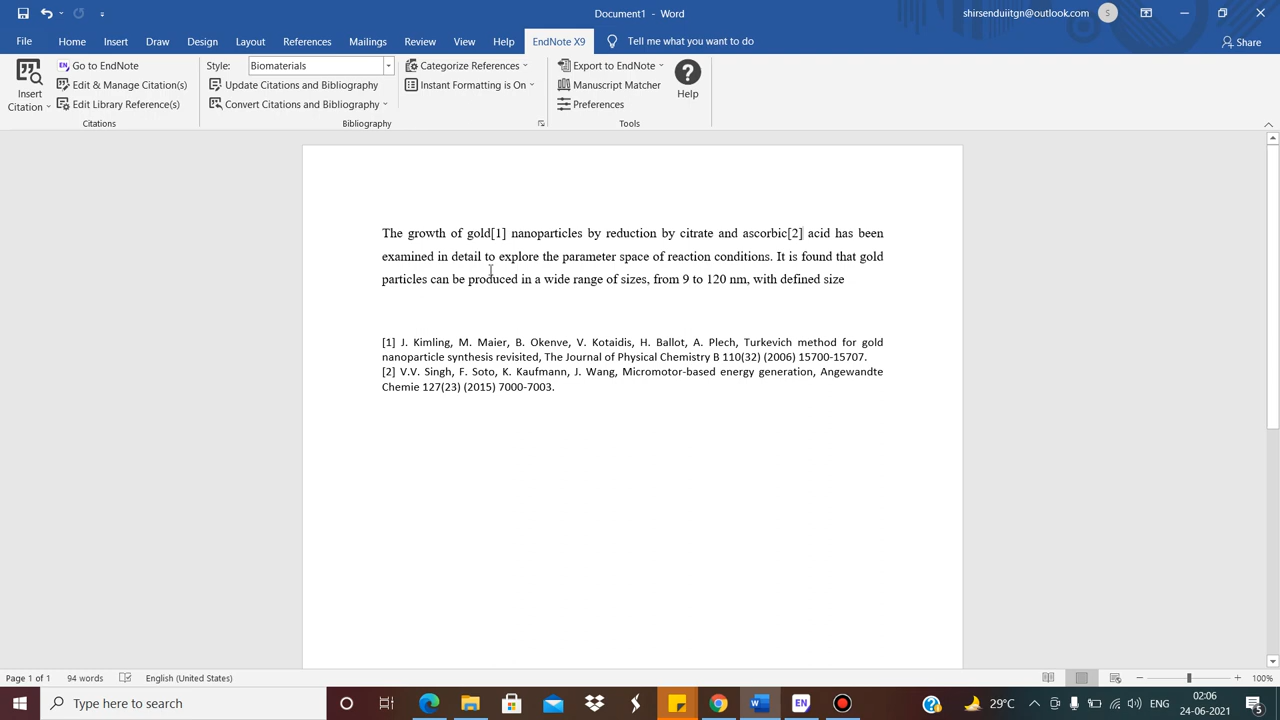 Document1 - Word
shirsenduiitgn@outlook.com
S
File
Home
Insert
Draw
Design
Layout
References
Mailings
Review
View
Help
EndNote X9
Tell me what you want to do
Share
Insert
Citation
EN Go to EndNote
Edit & Manage Citation(s)
Edit Library Reference(s)
Citations
Style:
Biomaterials
Update Citations and Bibliography
Convert Citations and Bibliography
Categorize References
Instant Formatting is On
Bibliography
Export to EndNote
Manuscript Matcher
Preferences
Tools
?
Help
The growth of gold[1] nanoparticles by reduction by citrate and ascorbic[2] acid has been
examined in detail to explore the parameter space of reaction conditions. It is found that gold
particles can be produced in a wide range of sizes, from 9 to 120 nm, with defined size
[1] J. Kimling, M. Maier, B. Okenve, V. Kotaidis, H. Ballot, A. Plech, Turkevich method for gold
nanoparticle synthesis revisited, The Journal of Physical Chemistry B 110(32) (2006) 15700-15707.
[2] V.V. Singh, F. Soto, K. Kaufmann, J. Wang, Micromotor-based energy generation, Angewandte
Chemie 127(23) (2015) 7000-7003.
Page 1 of 1
94 words
English (United States)
100%
Type here to search
EN
29°C
ENG
02:06
24-06-2021
5